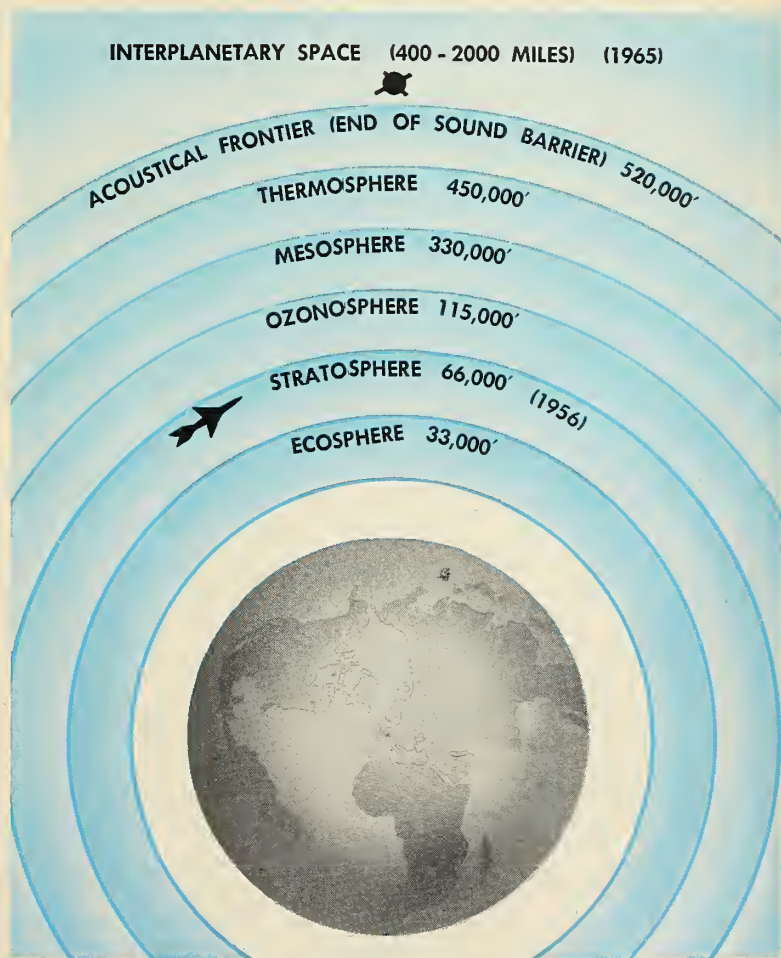 INTERPLANETARY SPACE (400 - 2000 MILES) (1965)
ACOUSTICAL FRONTIER (END OF SOUND BARRIER) 520,000′
THERMOSPHERE 450,000′
MESOSPHERE 330,000′
OZONOSPHERE 115,000′
STRATOSPHERE 66,000′ (1956)
ECOSPHERE 33,000′